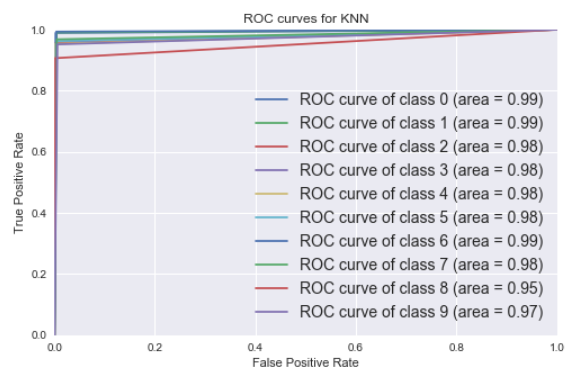 ROC curves for KNN
1.0
0.8
0.6
0.4
0.2
0.0
True Positive Rate
ROC curve of class 0 (area = 0.99)
ROC curve of class 1 (area = 0.99)
ROC curve of class 2 (area = 0.98)
ROC curve of class 3 (area = 0.98)
ROC curve of class 4 (area = 0.98)
ROC curve of class 5 (area = 0.98)
ROC curve of class 6 (area = 0.99)
ROC curve of class 7 (area = 0.98)
ROC curve of class 8 (area = 0.95)
ROC curve of class 9 (area = 0.97)
0.0 0.2 0.4 0.6 0.8 1.0
False Positive Rate